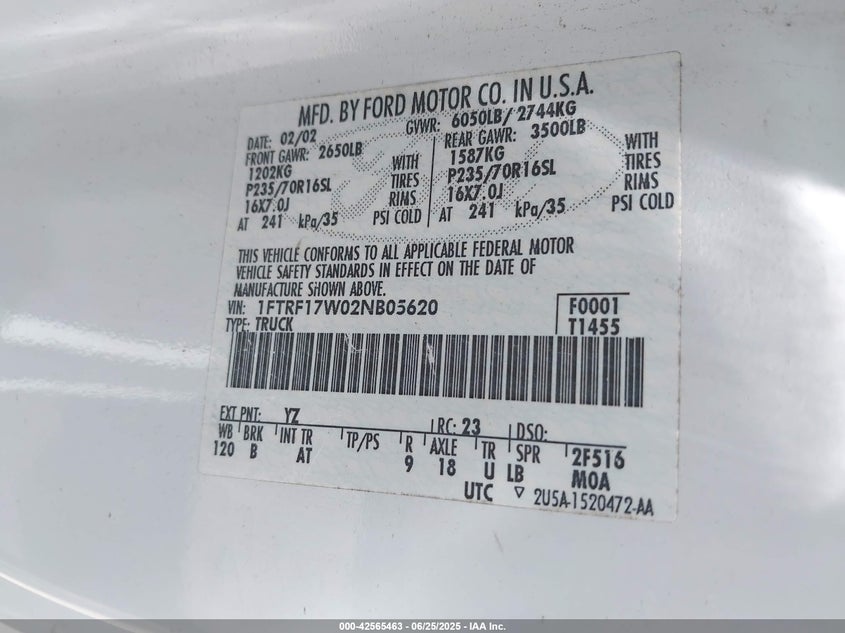 MFD. BY FORD MOTOR CO. IN U.S.A.
DATE: 02/02 GVWR: 6050LB/ 2744KG
FRONT GAWR: 2650LB REAR GAWR: 3500LB
1202KG WITH 1587KG WITH
P235/70R16SL TIRES P235/70R16SL TIRES
16X7.0J RIMS 16X7.0J RIMS
AT 241 kPa/35 PSI COLD AT 241 kPa/35 PSI COLD
THIS VEHICLE CONFORMS TO ALL APPLICABLE FEDERAL MOTOR
VEHICLE SAFETY STANDARDS IN EFFECT ON THE DATE OF
MANUFACTURE SHOWN ABOVE.
VIN: 1FTRF17W02NB05620 F0001
TYPE: TRUCK T1455
EXT PNT: YZ RC: 23 DSO:
WB BRK INT TR TP/PS R AXLE TR SPR 2F516
120 B AT 9 18 U LB M0A
UTC ▽ 2U5A-1520472-AA
000-42565463 - 06/25/2025 - IAA Inc.